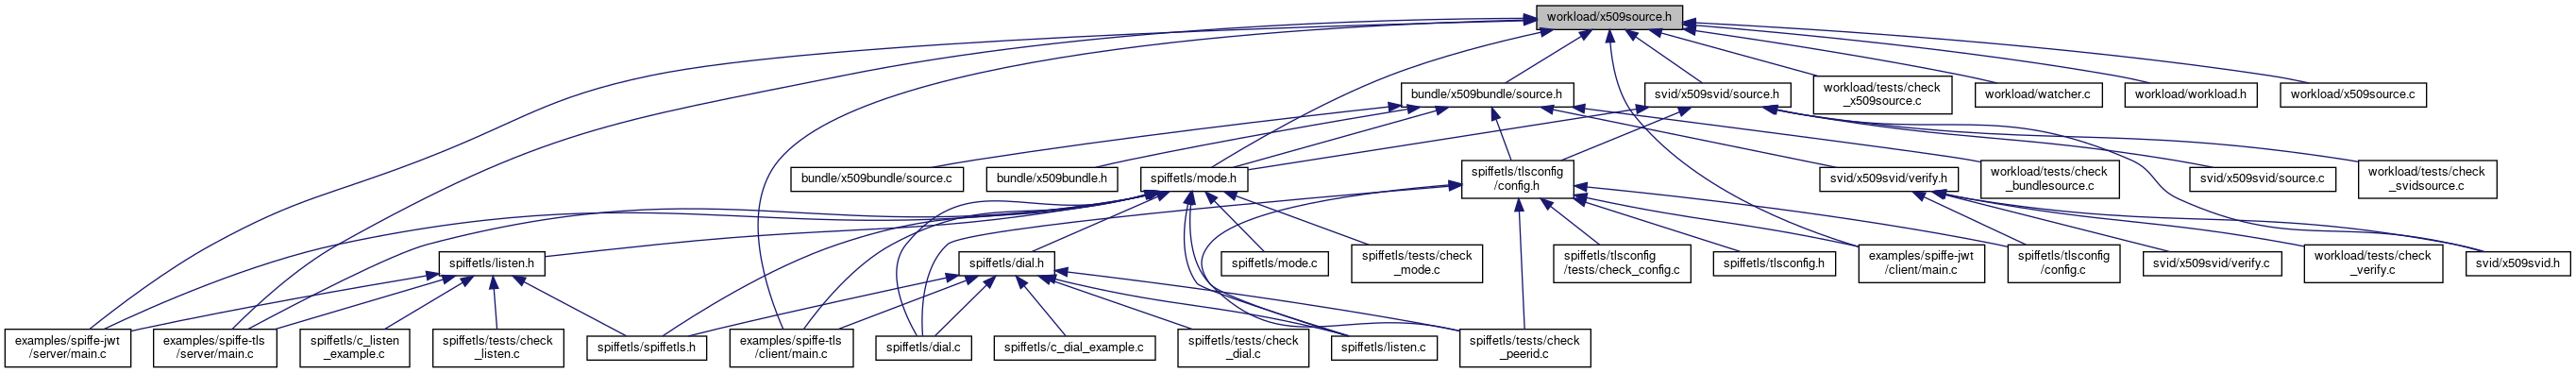 workload/x509source.h
bundle/x509bundle/source.h
svid/x509svid/source.h
workload/tests/check
_x509source.c
workload/watcher.c
workload/workload.h
workload/x509source.c
bundle/x509bundle/source.c
bundle/x509bundle.h
spiffetls/mode.h
spiffetls/tlsconfig
/config.h
svid/x509svid/verify.h
workload/tests/check
_bundlesource.c
svid/x509svid/source.c
workload/tests/check
_svidsource.c
spiffetls/listen.h
spiffetls/dial.h
spiffetls/mode.c
spiffetls/tests/check
_mode.c
spiffetls/tlsconfig
/tests/check_config.c
spiffetls/tlsconfig.h
examples/spiffe-jwt
/client/main.c
spiffetls/tlsconfig
/config.c
svid/x509svid/verify.c
workload/tests/check
_verify.c
svid/x509svid.h
examples/spiffe-jwt
/server/main.c
examples/spiffe-tls
/server/main.c
spiffetls/c_listen
_example.c
spiffetls/tests/check
_listen.c
spiffetls/spiffetls.h
examples/spiffe-tls
/client/main.c
spiffetls/dial.c
spiffetls/c_dial_example.c
spiffetls/tests/check
_dial.c
spiffetls/listen.c
spiffetls/tests/check
_peerid.c